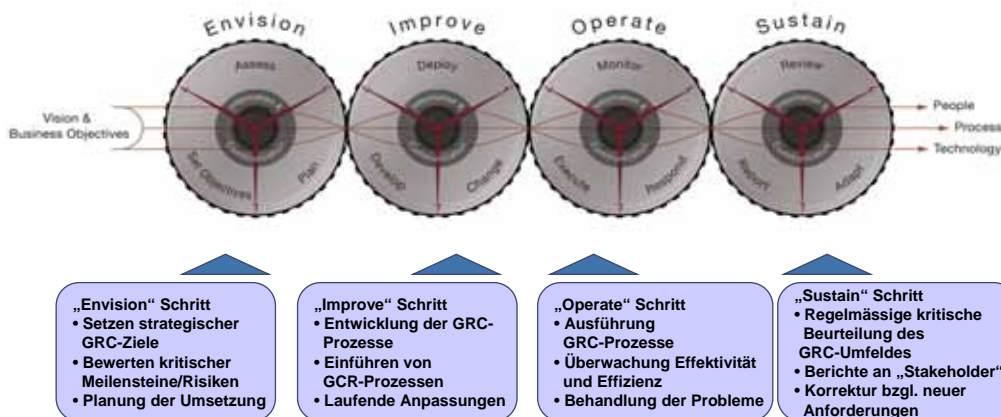 Envision
Improve
Operate
Sustain
Assess
Set Objectives
Plan
Deploy
Develop
Change
Monitor
Execute
Respond
Review
Report
Adapt
Vision &
Business Objectives
People
Process
Technology
„Envision“ Schritt
• Setzen strategischer
GRC-Ziele
• Bewerten kritischer
Meilensteine/Risiken
• Planung der Umsetzung
„Improve“ Schritt
• Entwicklung der GRC-
Prozesse
• Einführen von
GCR-Prozessen
• Laufende Anpassungen
„Operate“ Schritt
• Ausführung
GRC-Prozesse
• Überwachung Effektivität
und Effizienz
• Behandlung der Probleme
„Sustain“ Schritt
• Regelmässige kritische
Beurteilung des
GRC-Umfeldes
• Berichte an „Stakeholder“
• Korrektur bzgl. neuer
Anforderungen